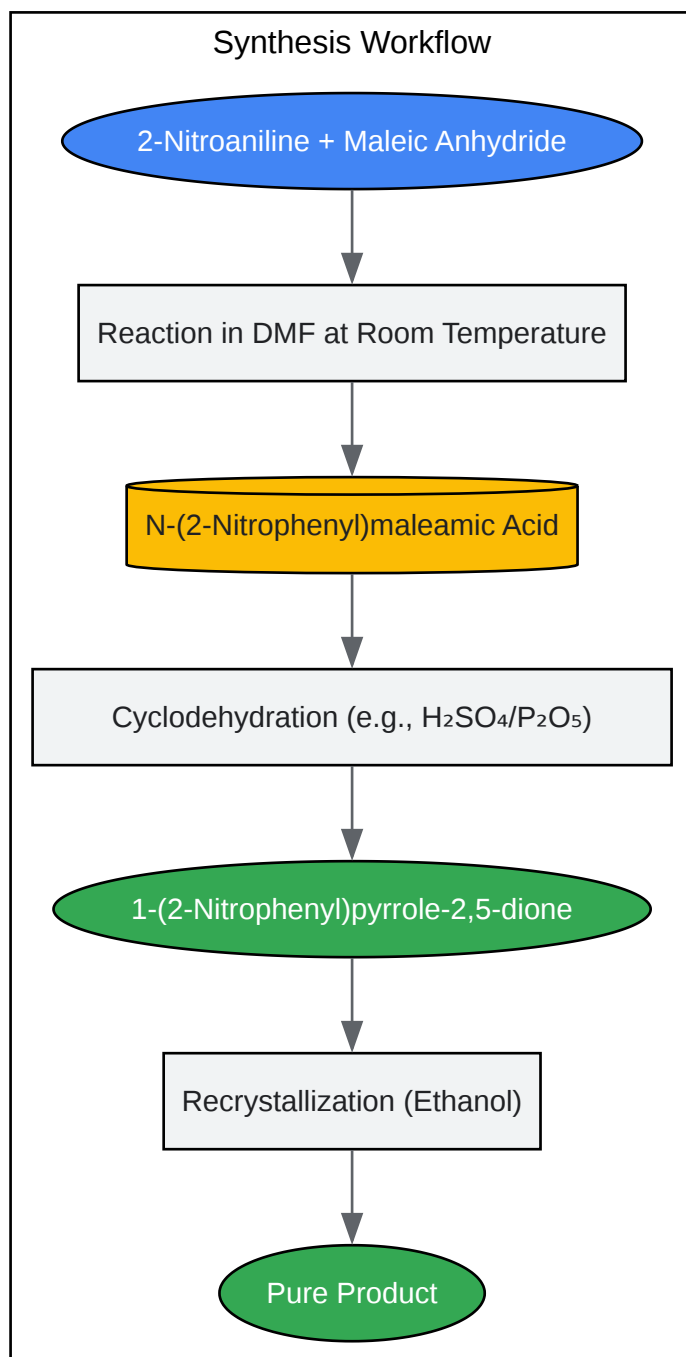 Synthesis Workflow
2-Nitroaniline + Maleic Anhydride
Reaction in DMF at Room Temperature
N-(2-Nitrophenyl)maleamic Acid
Cyclodehydration (e.g., H₂SO₄/P₂O₅)
1-(2-Nitrophenyl)pyrrole-2,5-dione
Recrystallization (Ethanol)
Pure Product